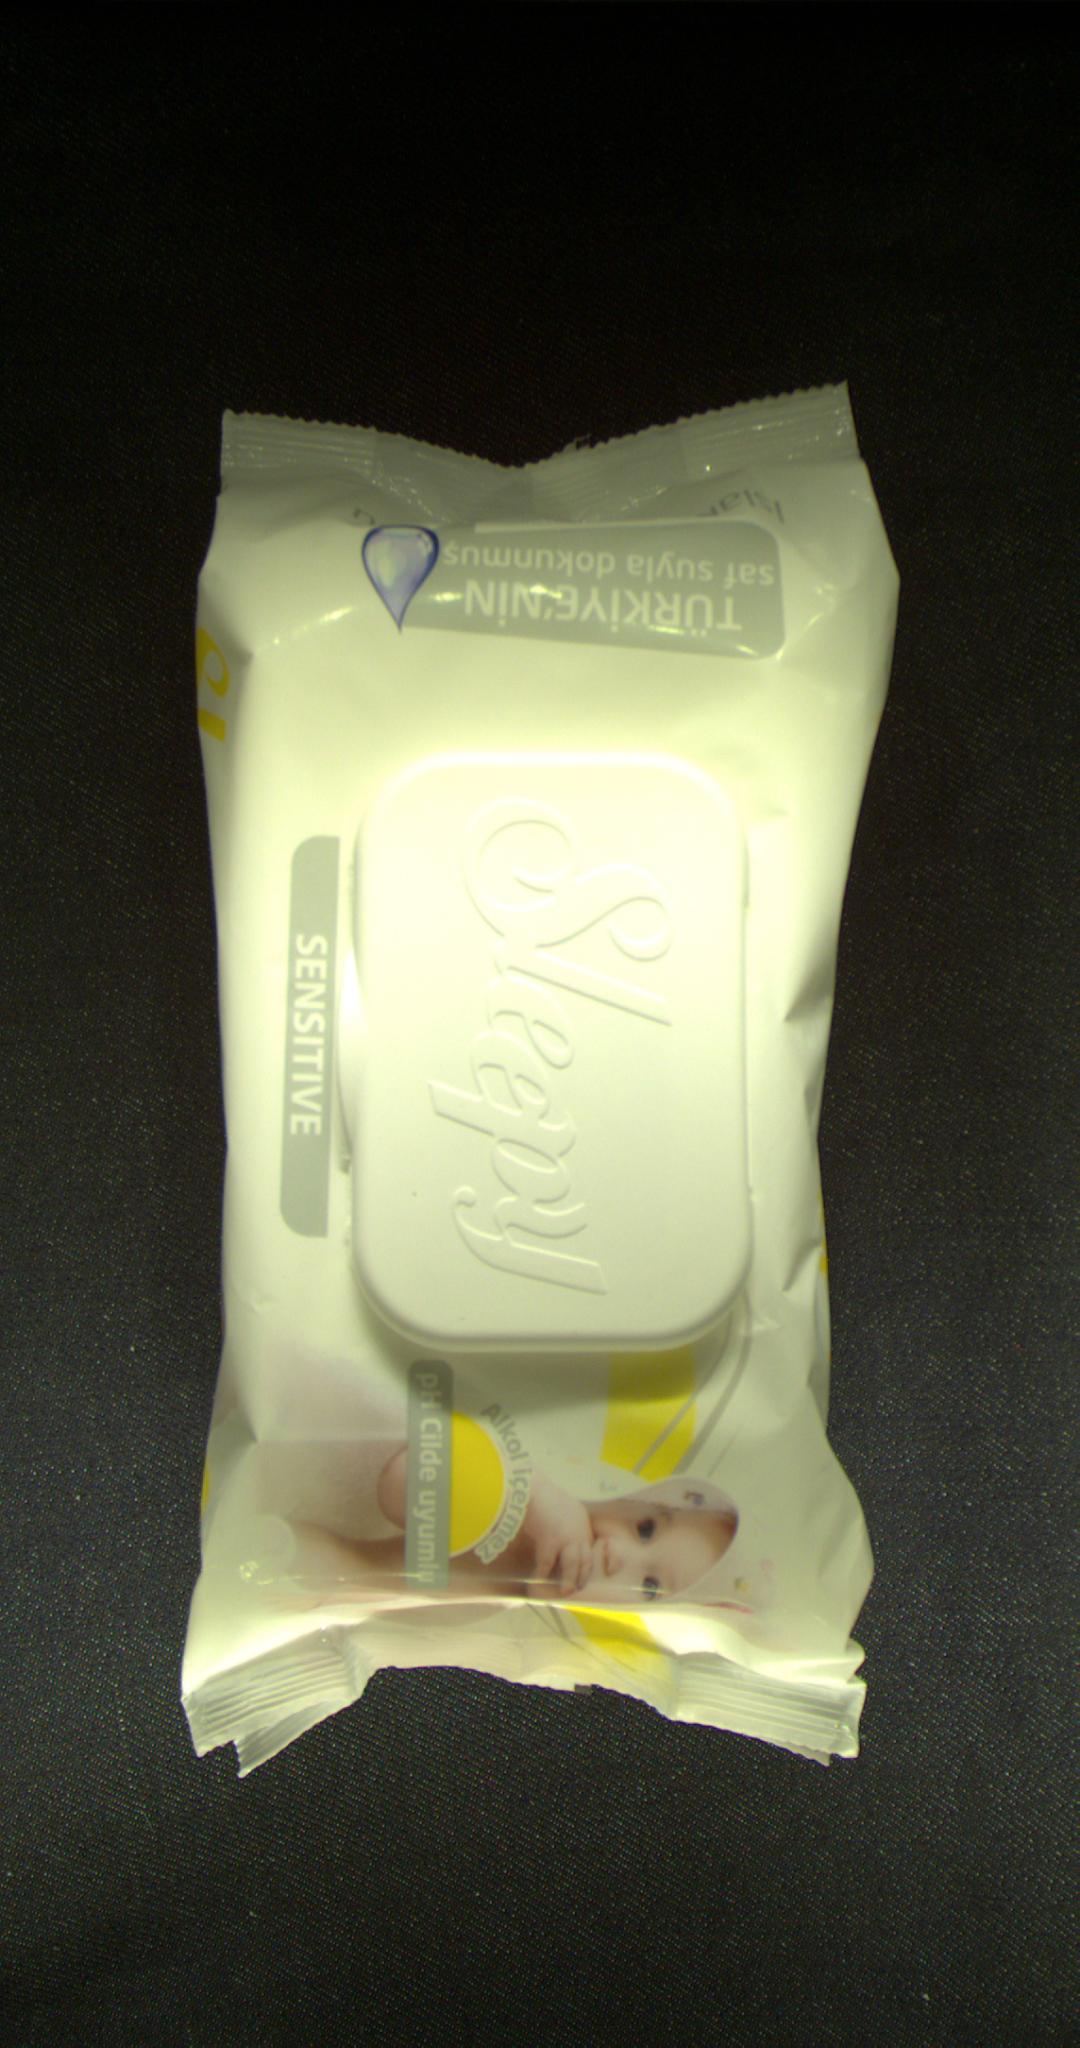 TÜRKİYE'NİN
saf suyla dokunmuş
Sleepy
SENSITIVE
Alkol içermez
pH Cilde uyumlu